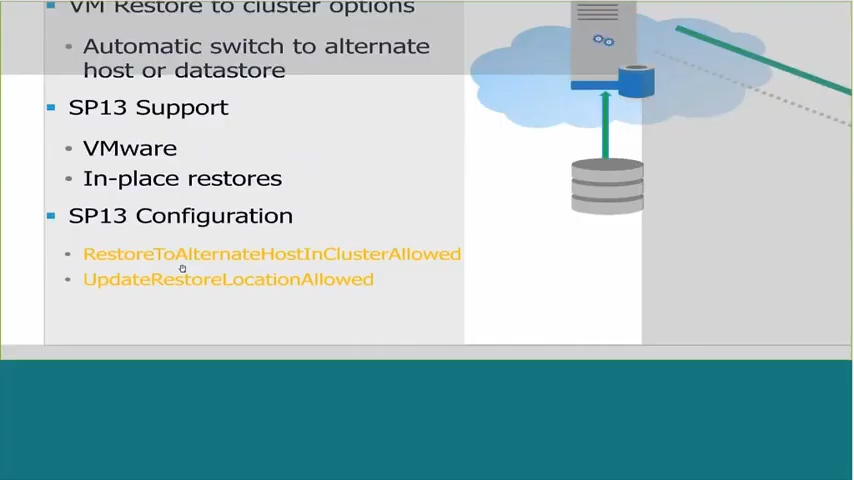 VM Restore to cluster options
Automatic switch to alternate
host or datastore
SP13 Support
VMware
In-place restores
SP13 Configuration
RestoreToAlternateHostInClusterAllowed
UpdateRestoreLocationAllowed